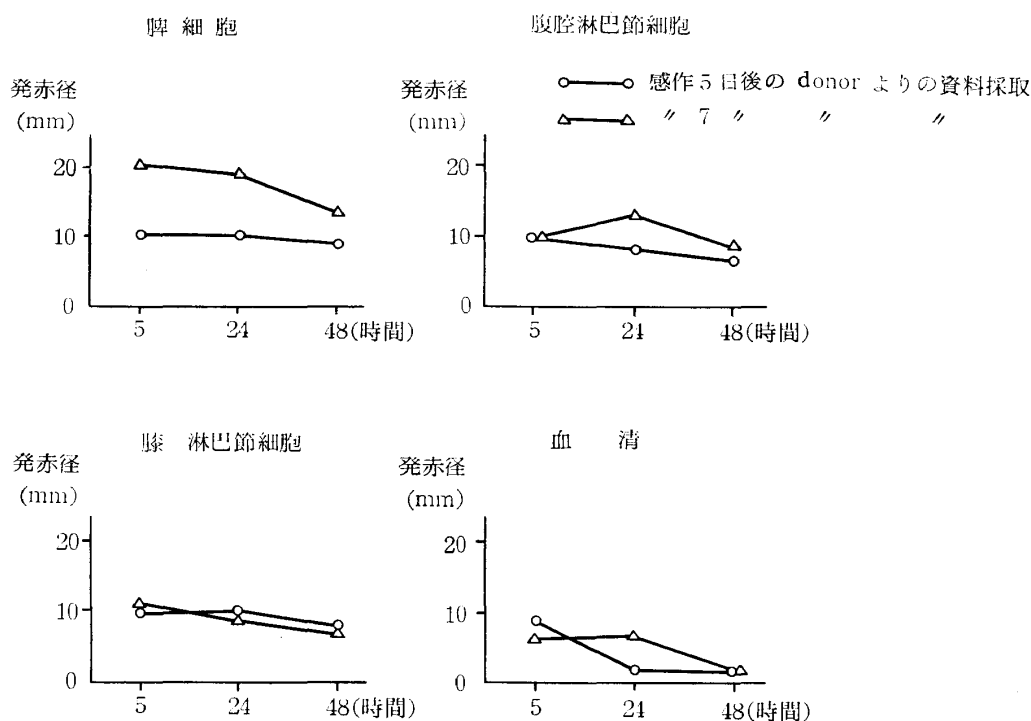 脾細胞
発赤径
(mm)
20
10
0
5 24 48(時間)
腹腔淋巴節細胞
感作5日後の donor よりの資料採取
〃 7 〃 〃 〃
発赤径
(mm)
20
10
0
5 24 48(時間)
膝 淋巴節細胞
発赤径
(mm)
20
10
0
5 24 48(時間)
血清
発赤径
(mm)
20
10
0
5 24 48(時間)